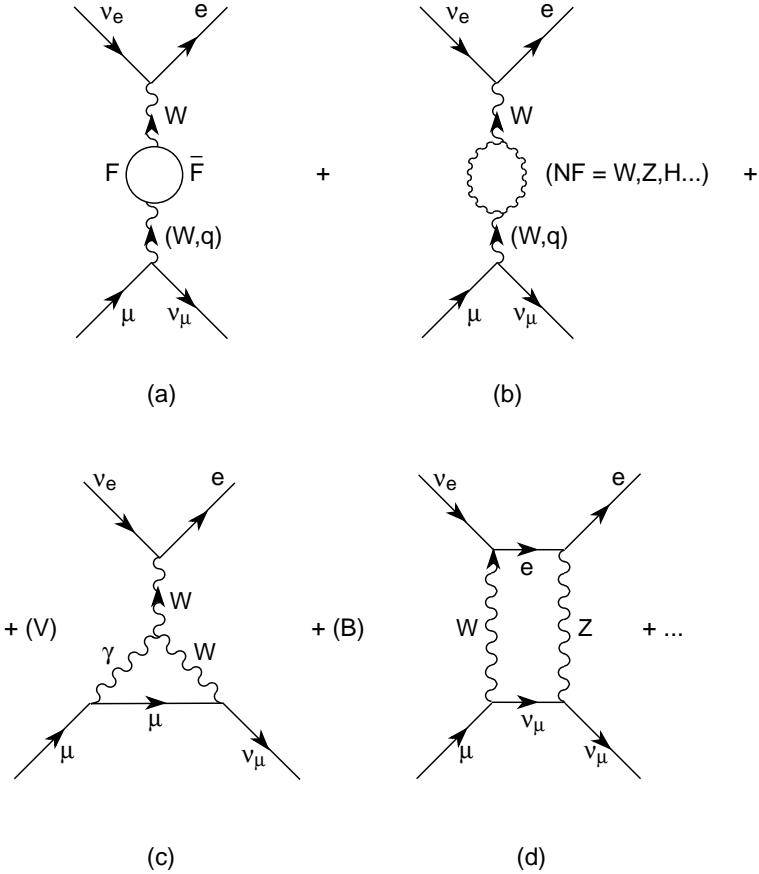 νe e νe e
W W
F F̄ + (NF = W,Z,H...) +
(W,q) (W,q)
μ νμ μ νμ
(a) (b)
νe e νe e
W e
+ (V) γ W + (B) W Z + ...
μ νμ
μ νμ μ νμ
(c) (d)